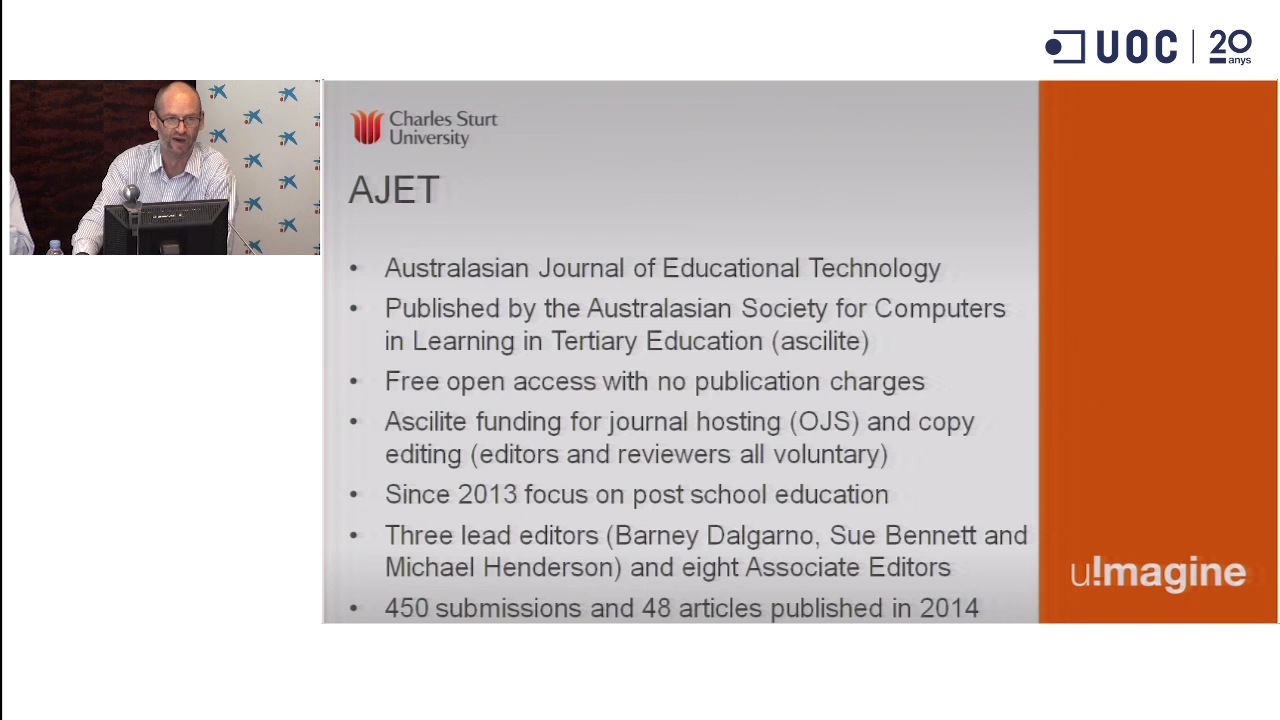 UOC
20
anys
Charles Sturt
University
AJET
• Australasian Journal of Educational Technology
• Published by the Australasian Society for Computers
in Learning in Tertiary Education (ascilite)
• Free open access with no publication charges
• Ascilite funding for journal hosting (OJS) and copy
editing (editors and reviewers all voluntary)
• Since 2013 focus on post school education
• Three lead editors (Barney Dalgarno, Sue Bennett and
Michael Henderson) and eight Associate Editors
• 450 submissions and 48 articles published in 2014
u!magine